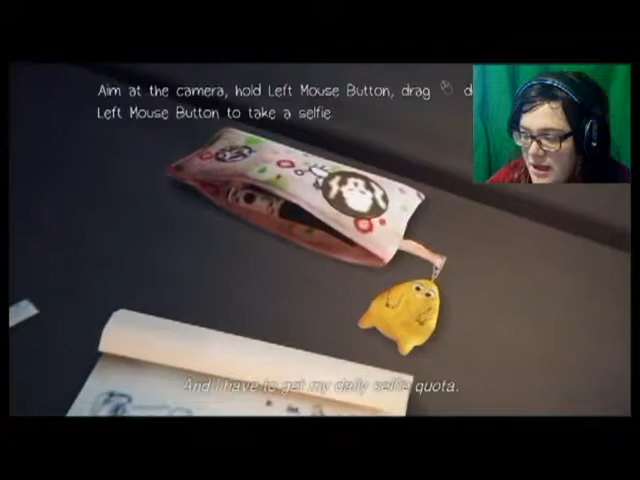 Aim at the camera, hold Left Mouse Button, drag d
Left Mouse Button to take a selfie.
And I have to get my daily selfie quota.